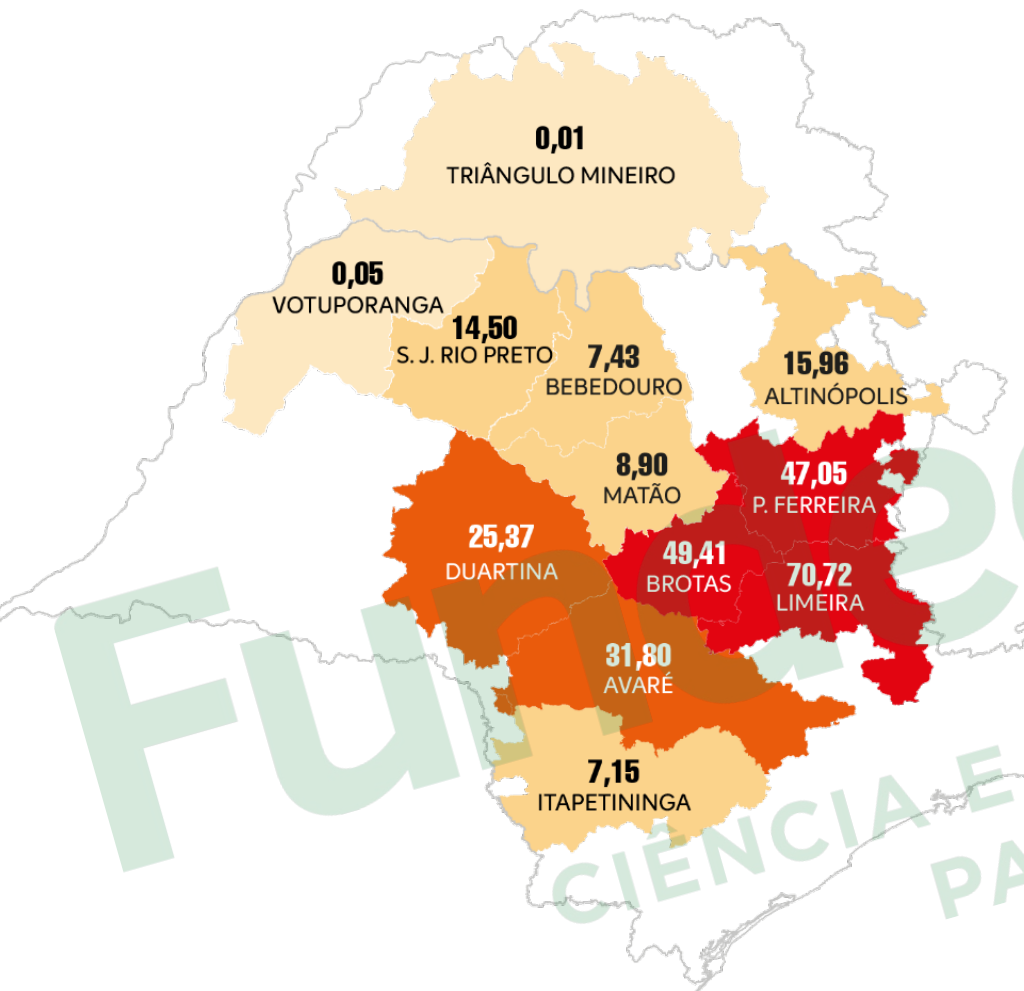 0,01
TRIÂNGULO MINEIRO
0,05
VOTUPORANGA
14,50
S. J. RIO PRETO
7,43
BEBEDOURO
15,96
ALTINÓPOLIS
8,90
MATÃO
47,05
P. FERREIRA
25,37
DUARTINA
49,41
BROTAS
70,72
LIMEIRA
31,80
AVARÉ
7,15
ITAPETININGA
CIÊNCIA E